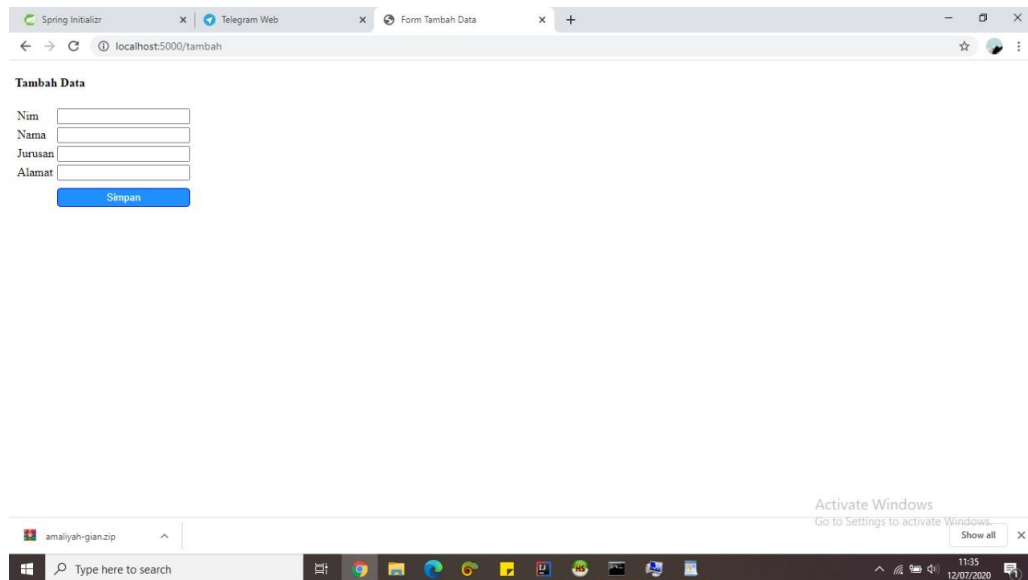 Spring Initializr
Telegram Web
Form Tambah Data
localhost:5000/tambah
Tambah Data
Nim
Nama
Jurusan
Alamat
Simpan
Activate Windows
Go to Settings to activate Windows.
amaliyah-gian.zip
Show all
Type here to search
11:35
12/07/2020